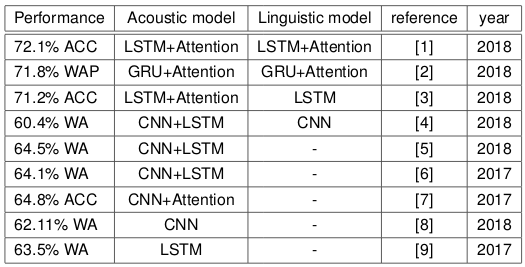 Performance Acoustic model Linguistic model reference year
72.1% ACC LSTM+Attention LSTM+Attention [1] 2018
71.8% WAP GRU+Attention GRU+Attention [2] 2018
71.2% ACC LSTM+Attention LSTM [3] 2018
60.4% WA CNN+LSTM CNN [4] 2018
64.5% WA CNN+LSTM - [5] 2018
64.1% WA CNN+LSTM - [6] 2017
64.8% ACC CNN+Attention - [7] 2017
62.11% WA CNN - [8] 2018
63.5% WA LSTM - [9] 2017